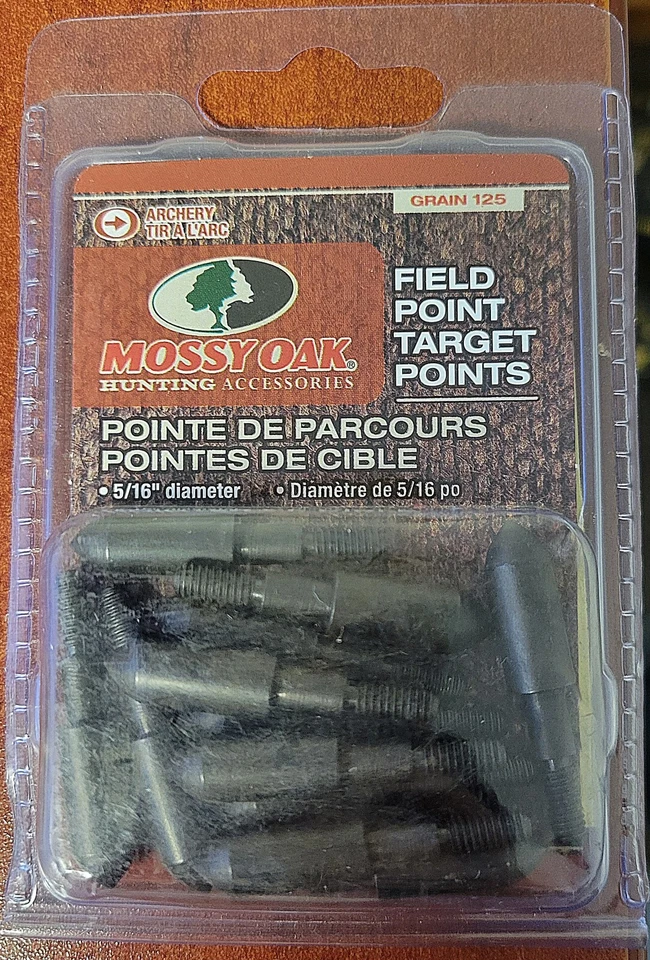 GRAIN 125
ARCHERY
TIR À L'ARC
MOSSY OAK®
HUNTING ACCESSORIES
FIELD
POINT
TARGET
POINTS
POINTE DE PARCOURS
POINTES DE CIBLE
• 5/16" diameter • Diamètre de 5/16 po